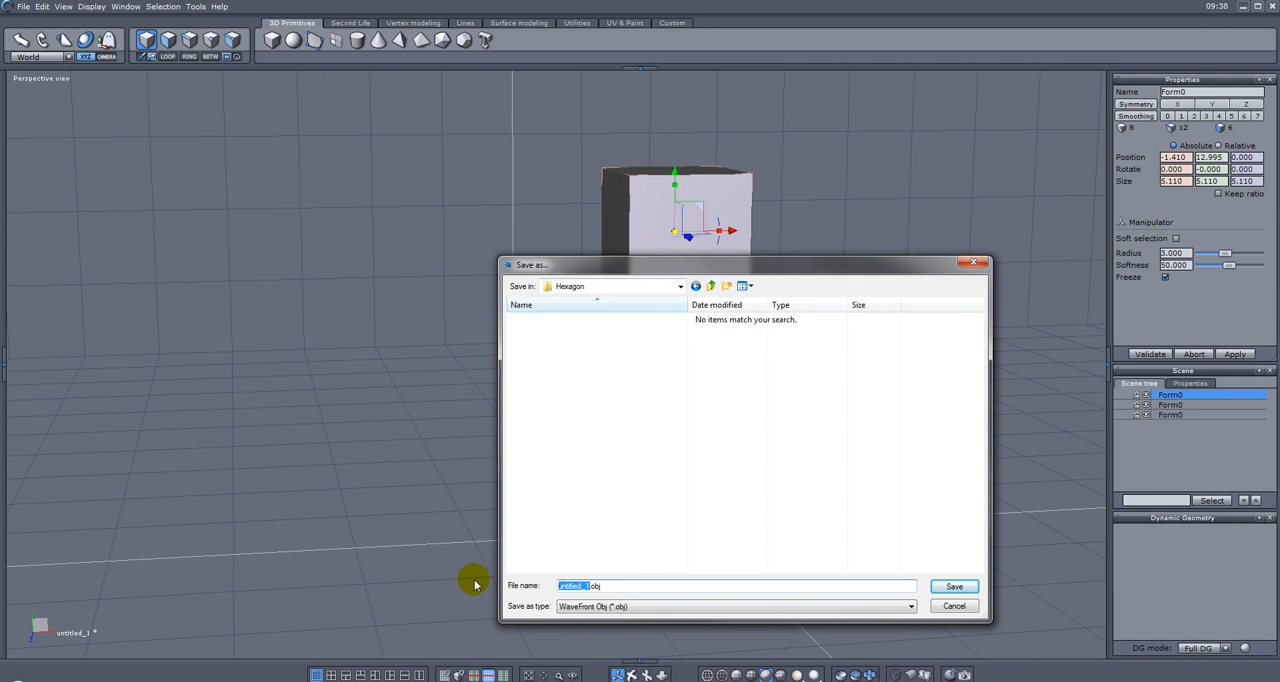 File Edit View Display Window Selection Tools Help
09:38
3D Primitives Second Life Vertex modeling Lines Surface modeling Utilities UV & Paint Custom
World XYZ CAMERA LOOP RING BETW
Perspective view
Properties
Name Form0
Symmetry X Y Z
Smoothing 0 1 2 3 4 5 6 7
8 12 6
Absolute Relative
Position -1.410 12.995 0.000
Rotate 0.000 -0.000 0.000
Size 5.110 5.110 5.110
Keep ratio
Manipulator
Soft selection
Radius 3.000
Softness 50.000
Freeze
Validate Abort Apply
Scene
Scene tree Properties
Form0
Form0
Form0
Select
Dynamic Geometry
DG mode: Full DG
Save as...
Save in: Hexagon
Name Date modified Type Size
No items match your search.
File name: untitled_1.obj Save
Save as type: WaveFront Obj (*.obj) Cancel
Y
Z
untitled_1 *